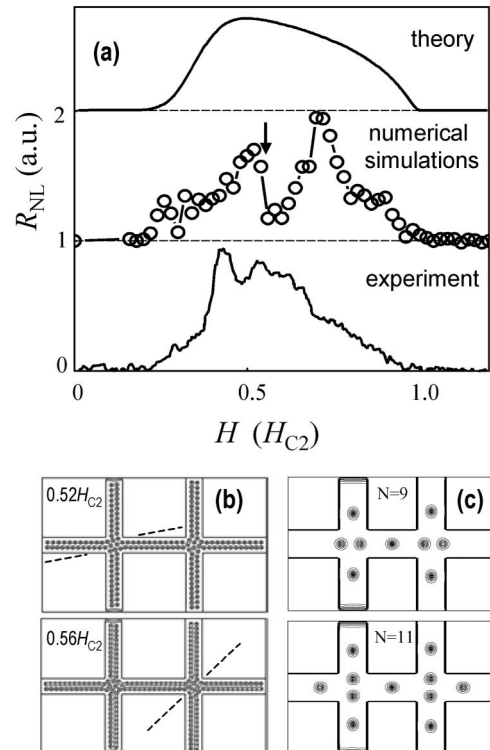 (a)
theory
2
numerical
simulations
R_NL (a.u.)
1
experiment
0
0
0.5
1.0
H (H_C2)
0.52H_C2
(b)
0.56H_C2
N=9
(c)
N=11